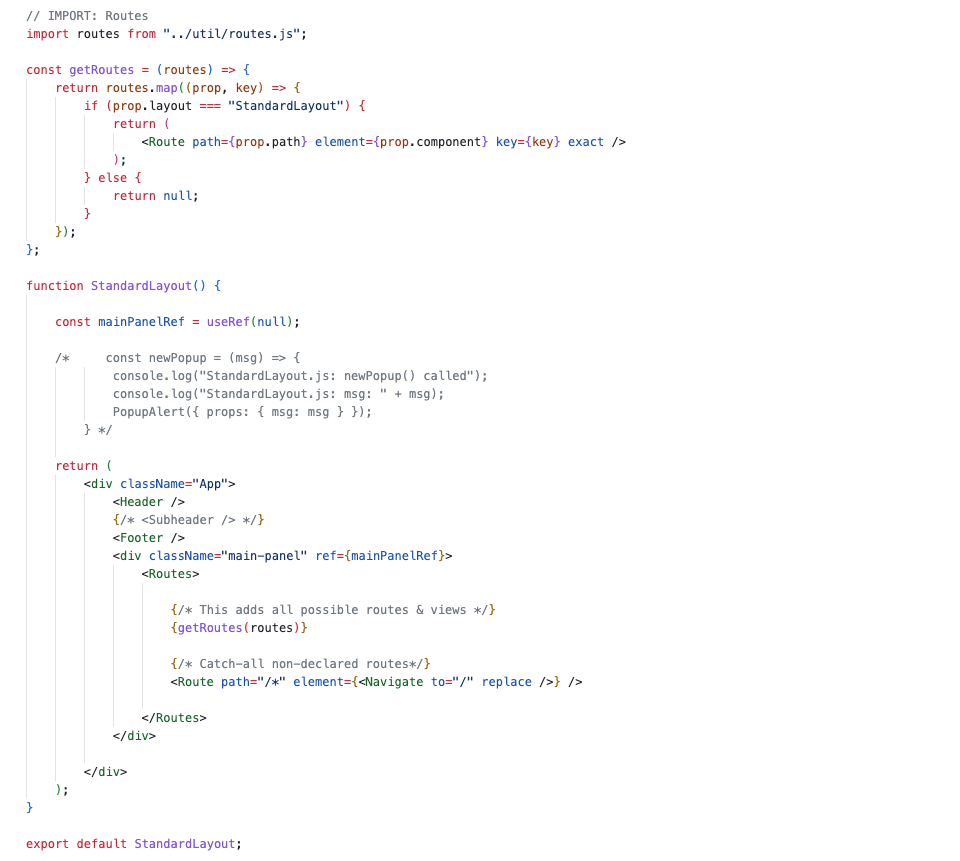 // IMPORT: Routes
import routes from "../util/routes.js";
const getRoutes = (routes) => {
return routes.map((prop, key) => {
if (prop.layout === "StandardLayout") {
return (
<Route path={prop.path} element={prop.component} key={key} exact />
);
} else {
return null;
}
});
};
function StandardLayout() {
const mainPanelRef = useRef(null);
/*     const newPopup = (msg) => {
console.log("StandardLayout.js: newPopup() called");
console.log("StandardLayout.js: msg: " + msg);
PopupAlert({ props: { msg: msg } });
} */
return (
<div className="App">
<Header />
{/* <Subheader /> */}
<Footer />
<div className="main-panel" ref={mainPanelRef}>
<Routes>
{/* This adds all possible routes & views */}
{getRoutes(routes)}
{/* Catch-all non-declared routes*/}
<Route path="/*" element={<Navigate to="/" replace />} />
</Routes>
</div>
</div>
);
}
export default StandardLayout;